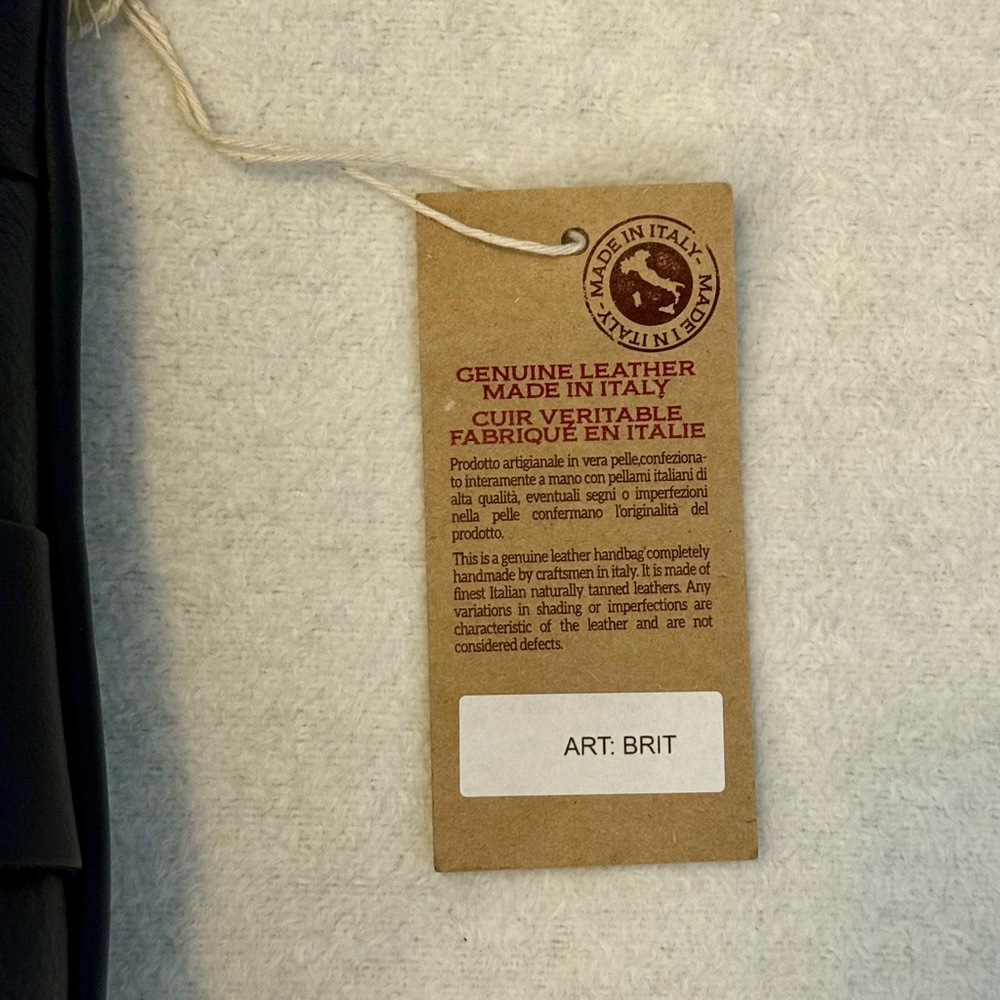 - MADE IN ITALY - MADE IN ITALY
GENUINE LEATHER
MADE IN ITALY
CUIR VERITABLE
FABRIQUÉ EN ITALIE
Prodotto artigianale in vera pelle,confeziona-
to interamente a mano con pellami italiani di
alta qualità, eventuali segni o imperfezioni
nella pelle confermano l'originalità del
prodotto.
This is a genuine leather handbag completely
handmade by craftsmen in italy. It is made of
finest Italian naturally tanned leathers. Any
variations in shading or imperfections are
characteristic of the leather and are not
considered defects.
ART: BRIT